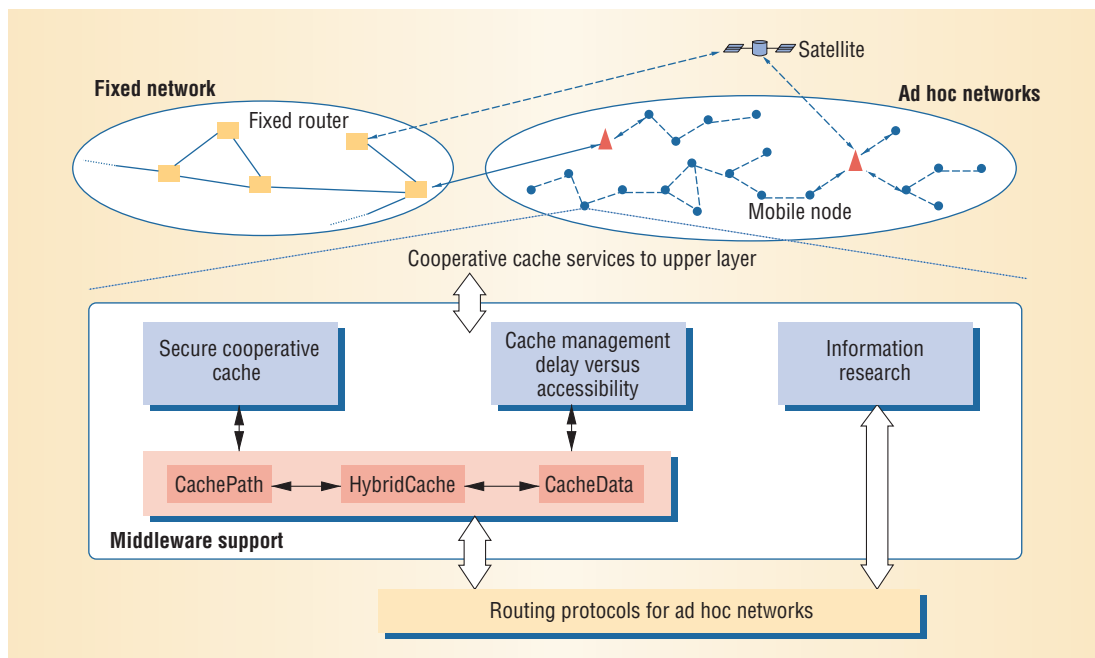 Satellite
Fixed network
Ad hoc networks
Fixed router
Mobile node
Cooperative cache services to upper layer
Secure cooperative
cache
Cache management
delay versus
accessibility
Information
research
CachePath
HybridCache
CacheData
Middleware support
Routing protocols for ad hoc networks